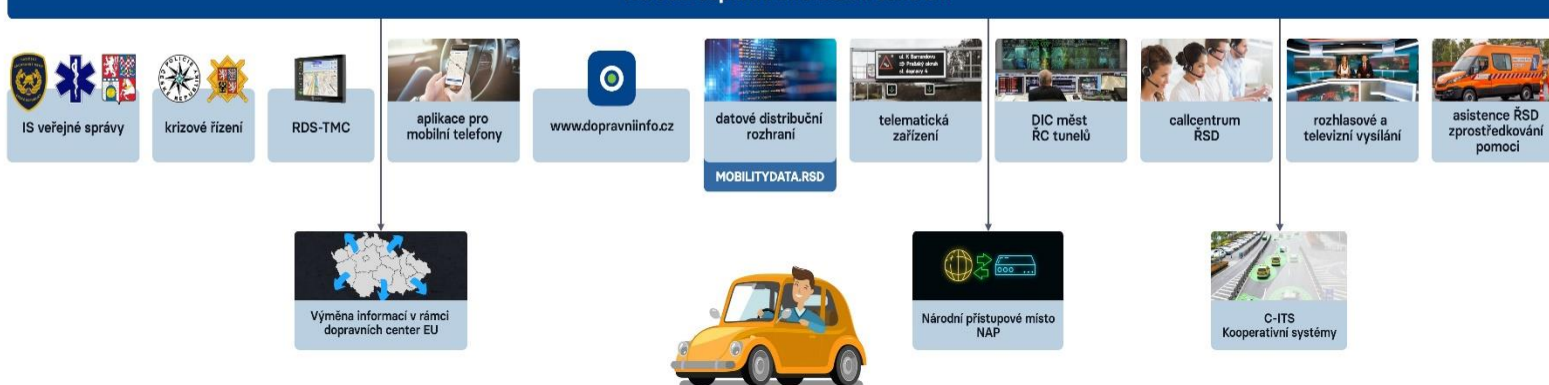 IS veřejné správy
krizové řízení
RDS-TMC
aplikace pro
mobilní telefony
www.dopravniinfo.cz
datové distribuční
rozhraní
MOBILITYDATA.RSD
telematická
zařízení
DIC měst
ŘC tunelů
callcentrum
ŘSD
rozhlasové a
televizní vysílání
asistence ŘSD
zprostředkování
pomoci
Výměna informací v rámci
dopravních center EU
Národní přístupové místo
NAP
C-ITS
Kooperativní systémy